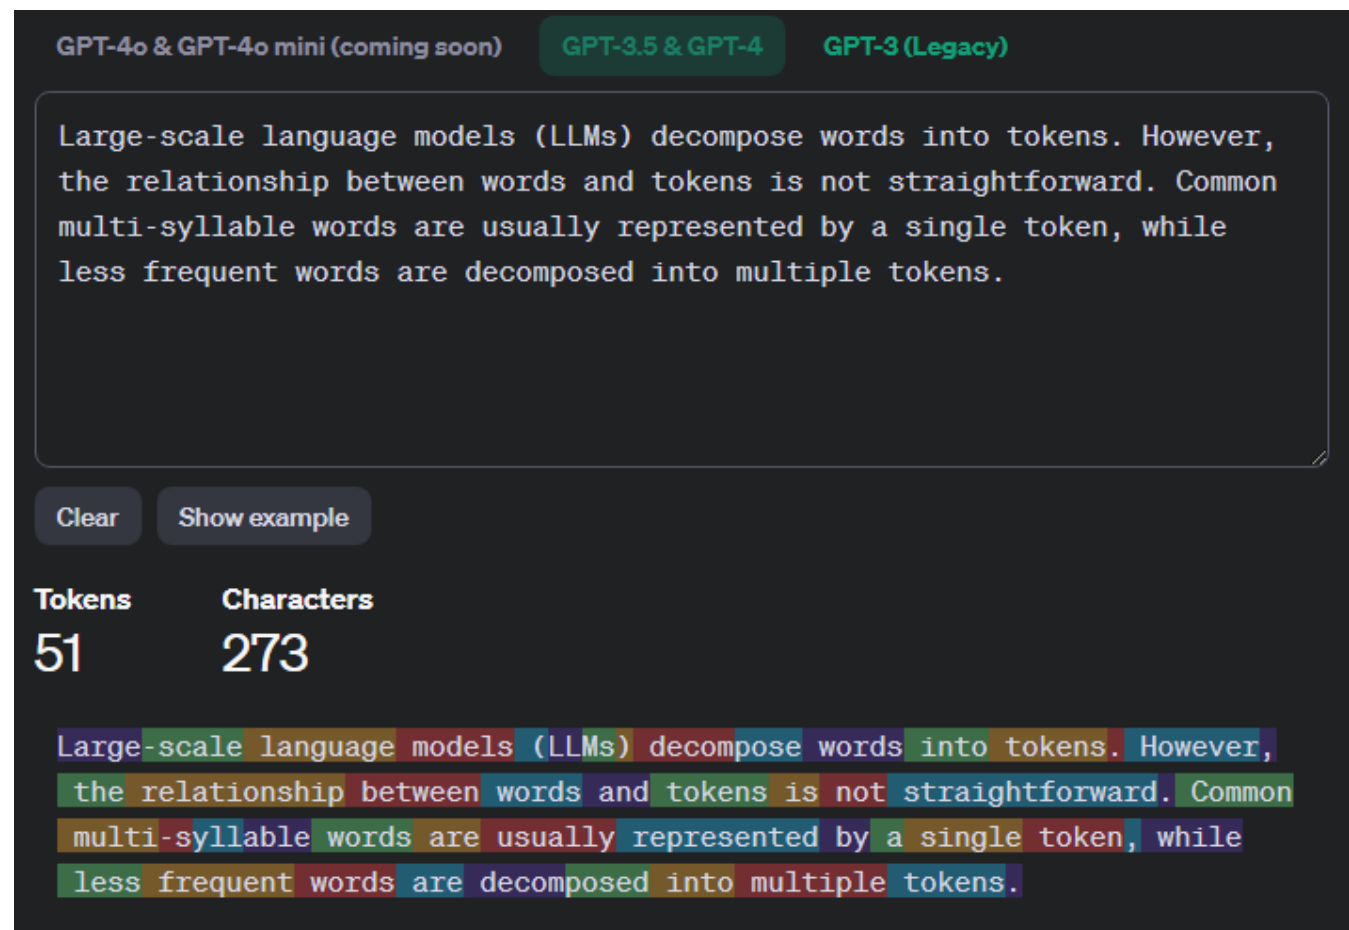 GPT-4o & GPT-4o mini (coming soon) GPT-3.5 & GPT-4 GPT-3 (Legacy)
Large-scale language models (LLMs) decompose words into tokens. However,
the relationship between words and tokens is not straightforward. Common
multi-syllable words are usually represented by a single token, while
less frequent words are decomposed into multiple tokens.
Clear Show example
Tokens Characters
51 273
Large-scale language models (LLMs) decompose words into tokens. However,
the relationship between words and tokens is not straightforward. Common
multi-syllable words are usually represented by a single token, while
less frequent words are decomposed into multiple tokens.